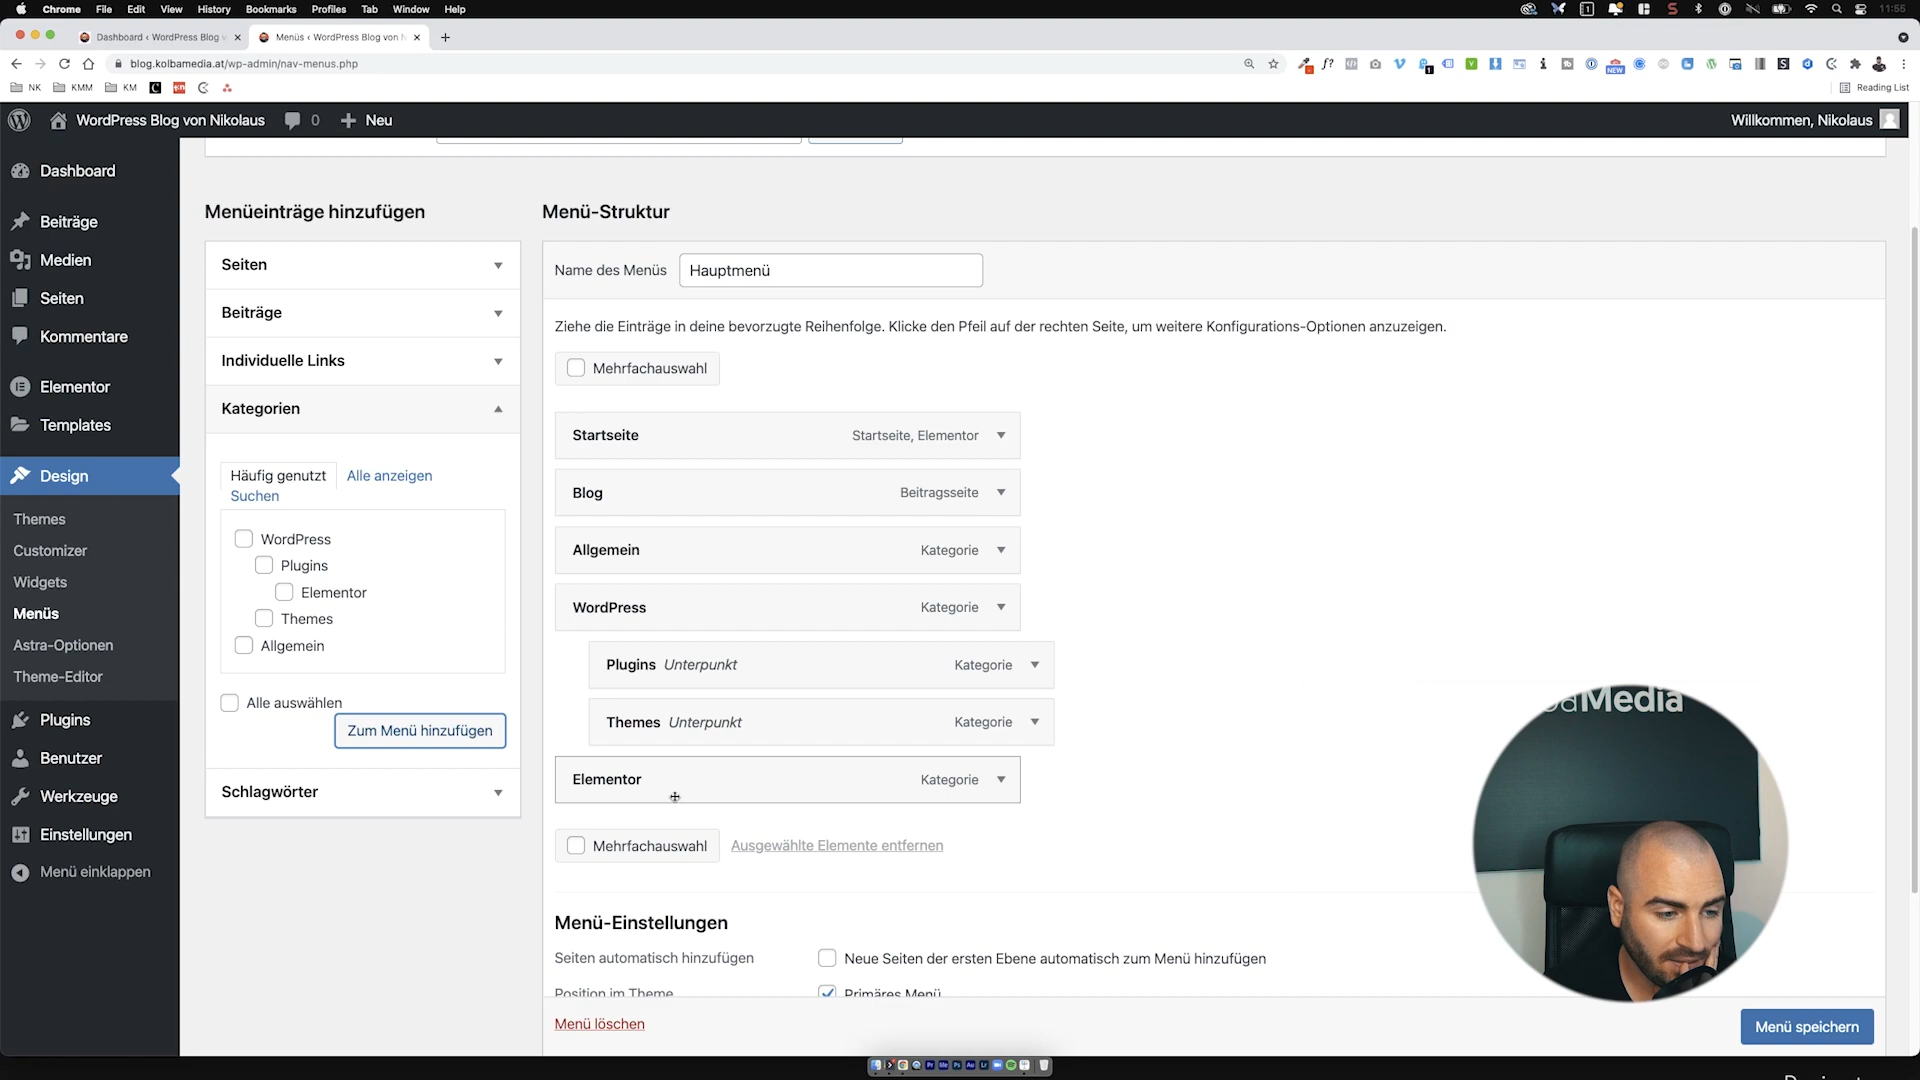 Chrome File Edit View History Bookmarks Profiles Tab Window Help 11:55
Dashboard ‹ WordPress Blog v
Menüs ‹ WordPress Blog von N
blog.kolbamedia.at/wp-admin/nav-menus.php
NK KMM KM Reading List
WordPress Blog von Nikolaus 0 Neu Willkommen, Nikolaus
Dashboard
Beiträge
Medien
Seiten
Kommentare
Elementor
Templates
Design
Themes
Customizer
Widgets
Menüs
Astra-Optionen
Theme-Editor
Plugins
Benutzer
Werkzeuge
Einstellungen
Menü einklappen
Menüeinträge hinzufügen
Seiten
Beiträge
Individuelle Links
Kategorien
Häufig genutzt Alle anzeigen
Suchen
WordPress
Plugins
Elementor
Themes
Allgemein
Alle auswählen
Zum Menü hinzufügen
Schlagwörter
Menü-Struktur
Name des Menüs Hauptmenü
Ziehe die Einträge in deine bevorzugte Reihenfolge. Klicke den Pfeil auf der rechten Seite, um weitere Konfigurations-Optionen anzuzeigen.
Mehrfachauswahl
Startseite Startseite, Elementor
Blog Beitragsseite
Allgemein Kategorie
WordPress Kategorie
Plugins Unterpunkt Kategorie
Themes Unterpunkt Kategorie
Elementor Kategorie
Mehrfachauswahl Ausgewählte Elemente entfernen
Menü-Einstellungen
Seiten automatisch hinzufügen Neue Seiten der ersten Ebene automatisch zum Menü hinzufügen
Position im Theme Primäres Menü
Menü löschen
Menü speichern
aMedia